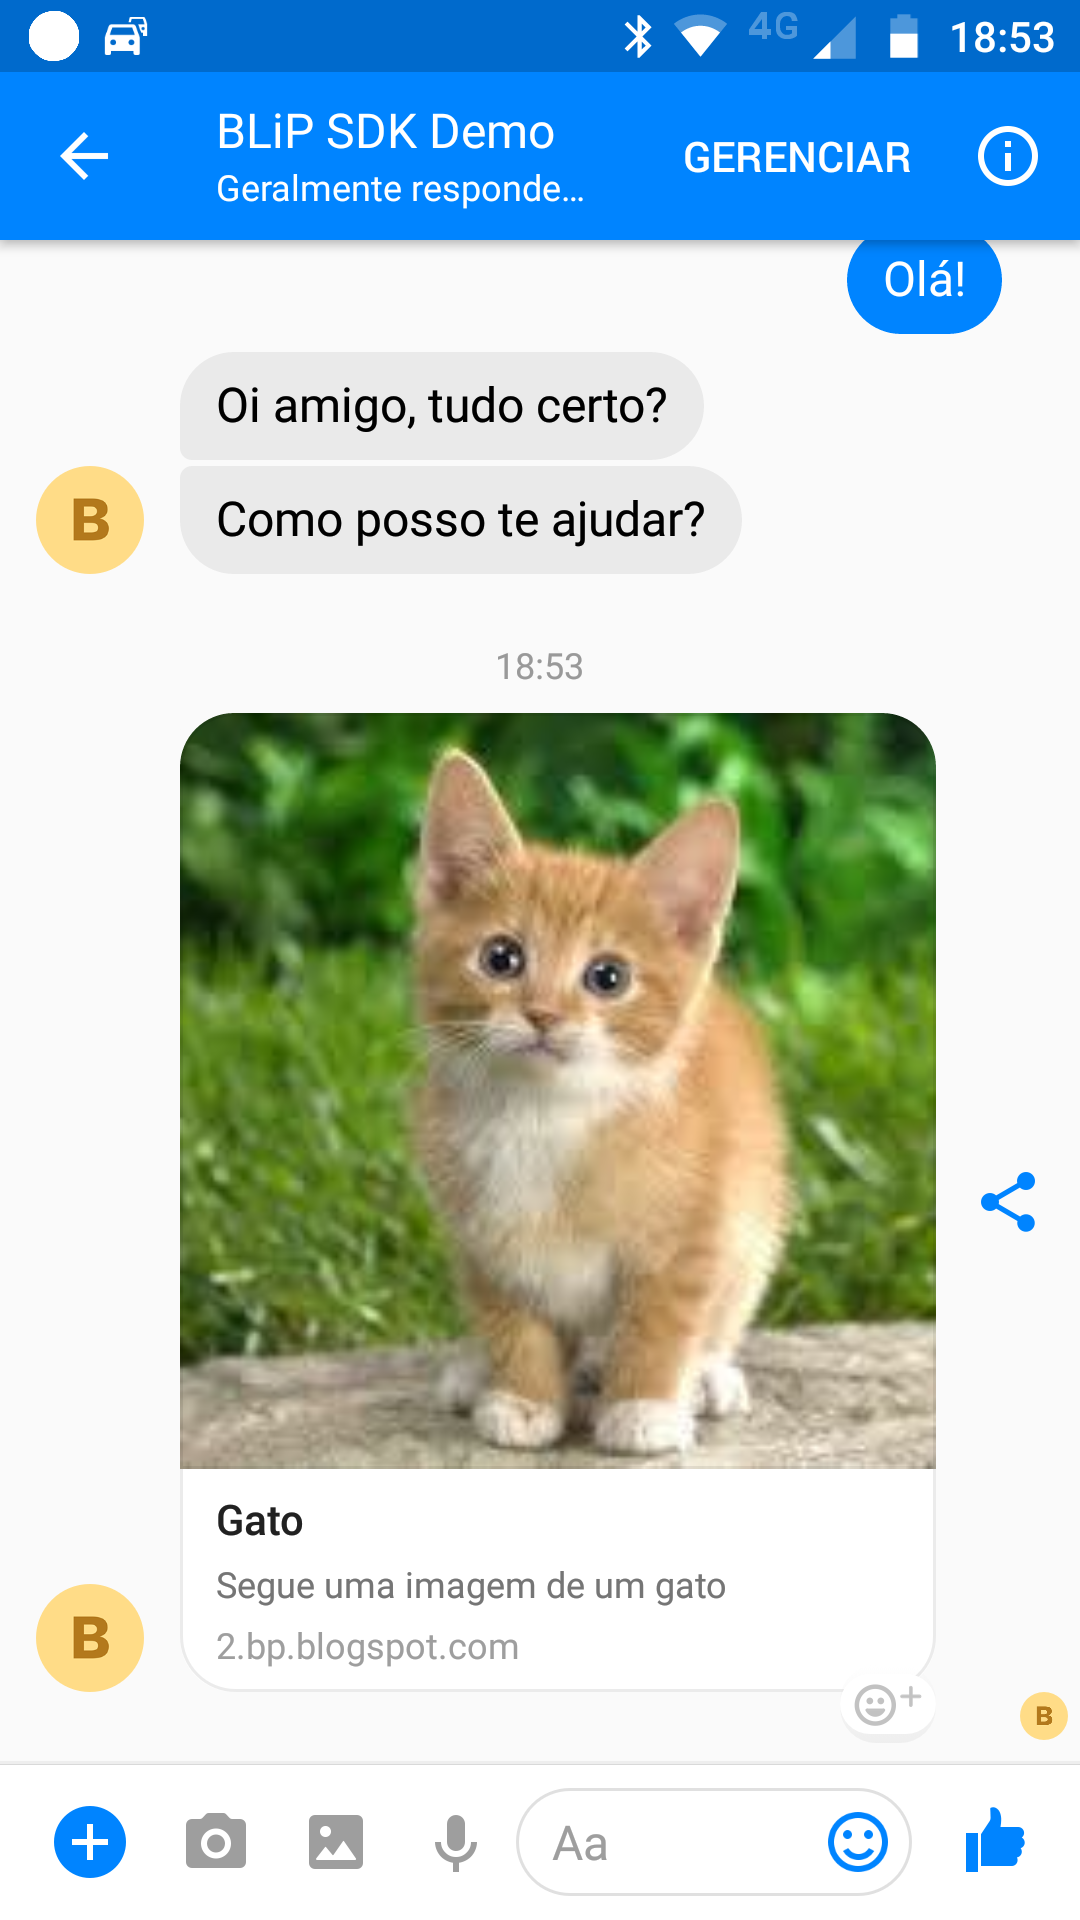 4G 18:53
BLiP SDK Demo
Geralmente responde...
GERENCIAR
Olá!
Oi amigo, tudo certo?
B
Como posso te ajudar?
18:53
Gato
Segue uma imagem de um gato
2.bp.blogspot.com
B
B
Aa